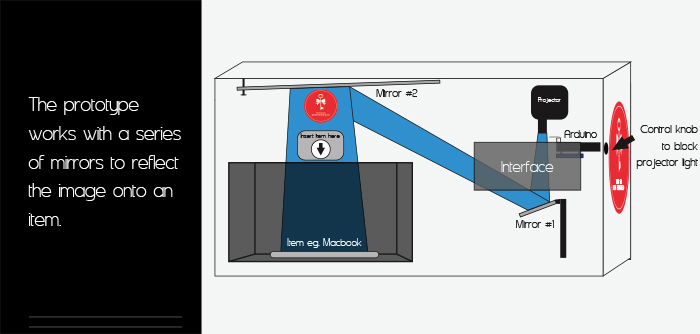 The prototype
works with a series
of mirrors to reflect
the image onto an
item.
Mirror #2
Projector
Insert item here
Arduino
Control knob
to block
projector light
Interface
Mirror #1
Item eg. Macbook